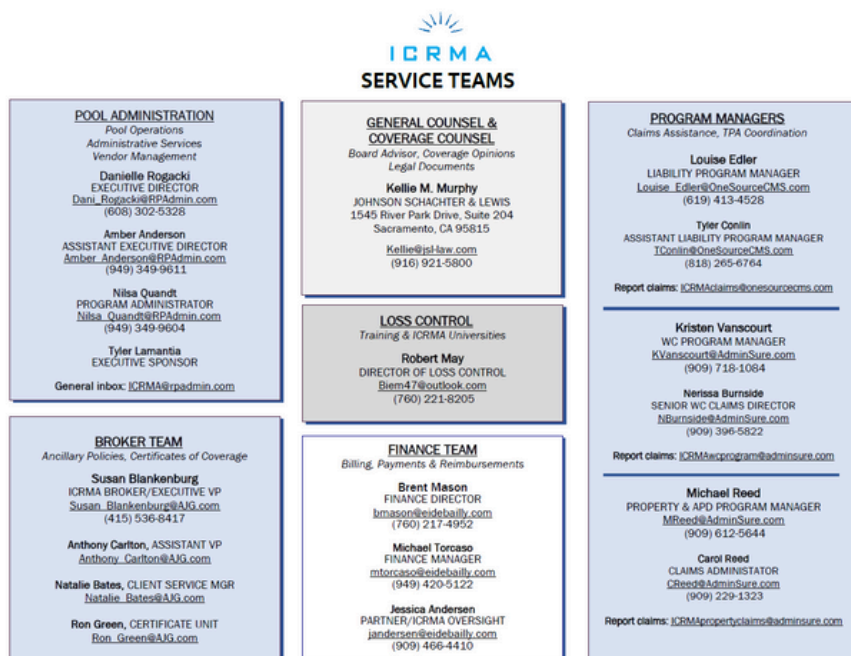 ICRMA
SERVICE TEAMS
POOL ADMINISTRATION
Pool Operations
Administrative Services
Vendor Management
Danielle Rogacki
EXECUTIVE DIRECTOR
Dani_Rogacki@RPAdmin.com
(608) 302-5328
Amber Anderson
ASSISTANT EXECUTIVE DIRECTOR
Amber_Anderson@RPAdmin.com
(949) 349-9611
Nilsa Quandt
PROGRAM ADMINISTRATOR
Nilsa_Quandt@RPAdmin.com
(949) 349-9604
Tyler Lamantia
EXECUTIVE SPONSOR
General inbox: ICRMA@rpadmin.com
BROKER TEAM
Ancillary Policies, Certificates of Coverage
Susan Blankenburg
ICRMA BROKER/EXECUTIVE VP
Susan_Blankenburg@AJG.com
(415) 536-8417
Anthony Carlton, ASSISTANT VP
Anthony_Carlton@AJG.com
Natalie Bates, CLIENT SERVICE MGR
Natalie_Bates@AJG.com
Ron Green, CERTIFICATE UNIT
Ron_Green@AJG.com
GENERAL COUNSEL &
COVERAGE COUNSEL
Board Advisor, Coverage Opinions
Legal Documents
Kellie M. Murphy
JOHNSON SCHACHTER & LEWIS
1545 River Park Drive, Suite 204
Sacramento, CA 95815
Kellie@jsl-law.com
(916) 921-5800
LOSS CONTROL
Training & ICRMA Universities
Robert May
DIRECTOR OF LOSS CONTROL
Biem47@outlook.com
(760) 221-8205
FINANCE TEAM
Billing, Payments & Reimbursements
Brent Mason
FINANCE DIRECTOR
bmason@eidebailly.com
(760) 217-4952
Michael Torcaso
FINANCE MANAGER
mtorcaso@eidebailly.com
(949) 420-5122
Jessica Andersen
PARTNER/ICRMA OVERSIGHT
jandersen@eidebailly.com
(909) 466-4410
PROGRAM MANAGERS
Claims Assistance, TPA Coordination
Louise Edler
LIABILITY PROGRAM MANAGER
Louise_Edler@OneSourceCMS.com
(619) 413-4528
Tyler Conlin
ASSISTANT LIABILITY PROGRAM MANAGER
TConlin@OneSourceCMS.com
(818) 265-6764
Report claims: ICRMAclaims@onesourcecms.com
Kristen Vanscourt
WC PROGRAM MANAGER
KVanscourt@AdminSure.com
(909) 718-1084
Nerissa Burnside
SENIOR WC CLAIMS DIRECTOR
NBurnside@AdminSure.com
(909) 396-5822
Report claims: ICRMAwcprogram@adminsure.com
Michael Reed
PROPERTY & APD PROGRAM MANAGER
MReed@AdminSure.com
(909) 612-5644
Carol Reed
CLAIMS ADMINISTATOR
CReed@AdminSure.com
(909) 229-1323
Report claims: ICRMApropertyclaims@adminsure.com